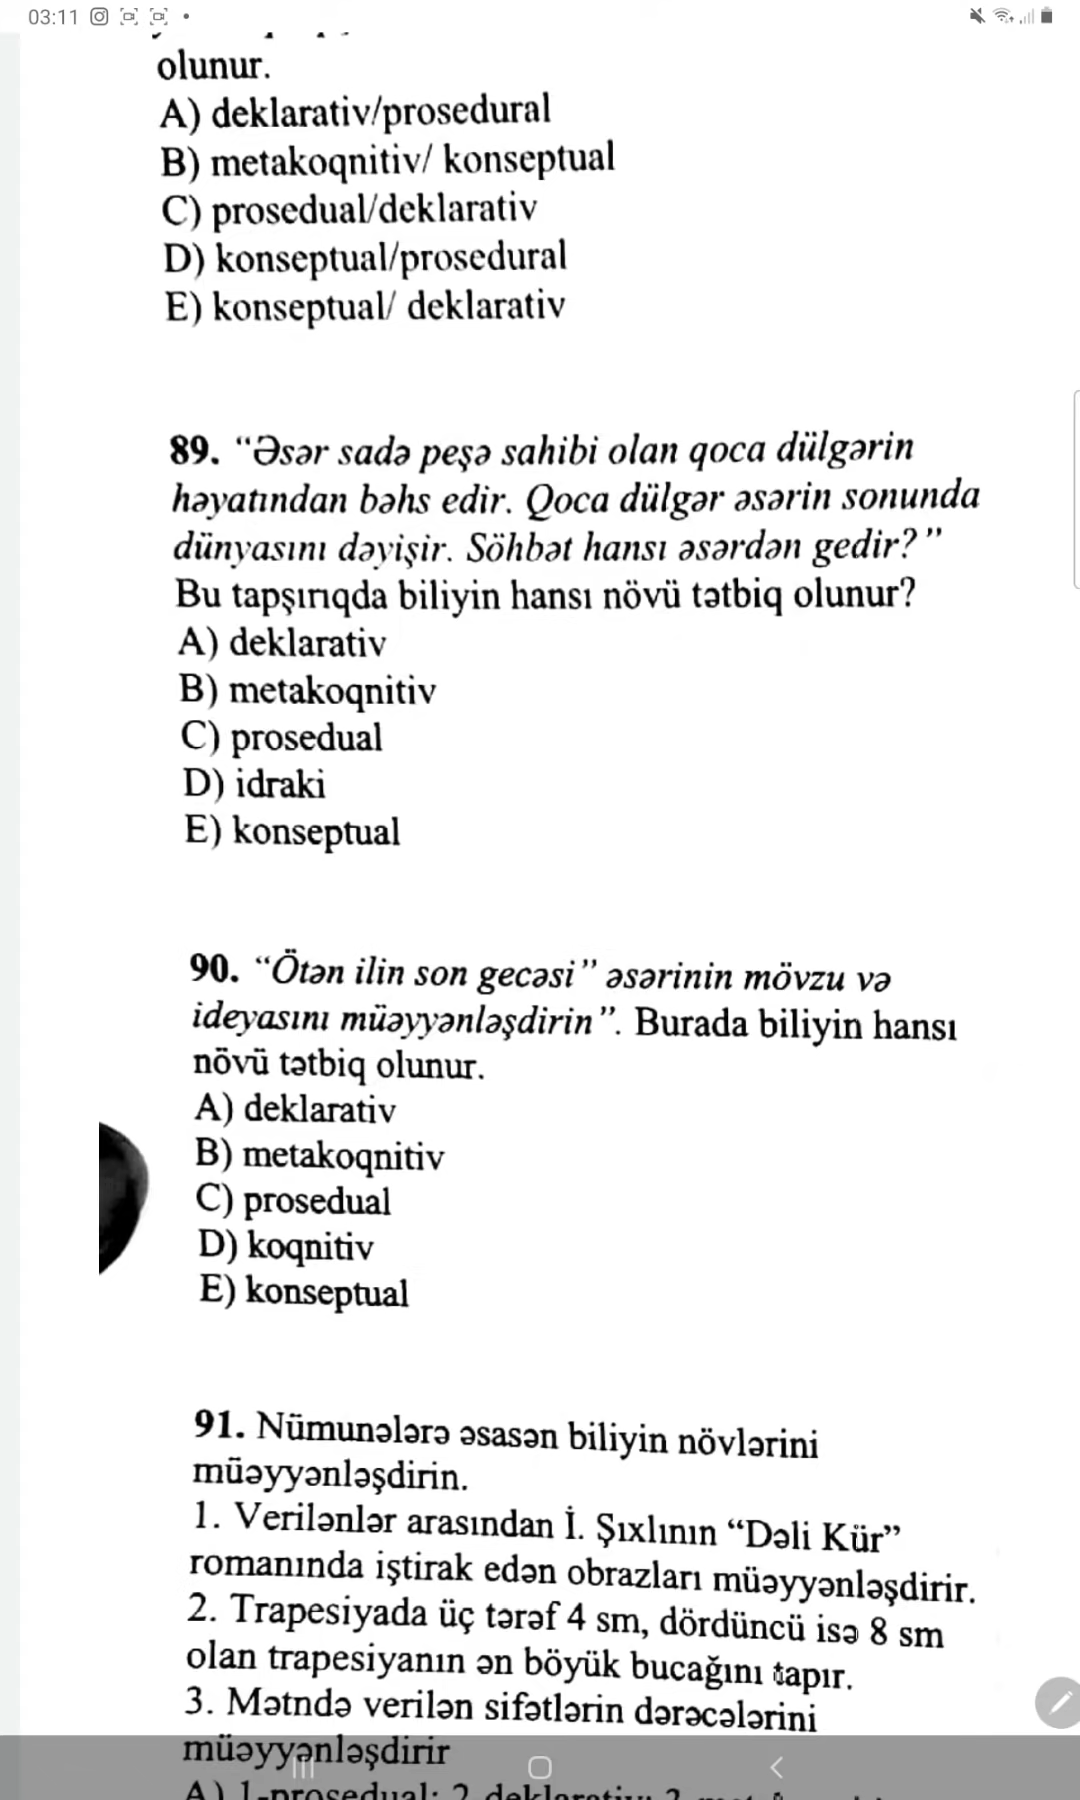 03:11
olunur.
A) deklarativ/prosedural
B) metakoqnitiv/ konseptual
C) prosedual/deklarativ
D) konseptual/prosedural
E) konseptual/ deklarativ
89. “Əsər sadə peşə sahibi olan qoca dülgərin
həyatından bəhs edir. Qoca dülgər əsərin sonunda
dünyasını dəyişir. Söhbət hansı əsərdən gedir?”
Bu tapşırıqda biliyin hansı növü tətbiq olunur?
A) deklarativ
B) metakoqnitiv
C) prosedual
D) idraki
E) konseptual
90. “Ötən ilin son gecəsi” əsərinin mövzu və
ideyasını müəyyənləşdirin”. Burada biliyin hansı
növü tətbiq olunur.
A) deklarativ
B) metakoqnitiv
C) prosedual
D) koqnitiv
E) konseptual
91. Nümunələrə əsasən biliyin növlərini
müəyyənləşdirin.
1. Verilənlər arasından İ. Şıxlının “Dəli Kür”
romanında iştirak edən obrazları müəyyənləşdirir.
2. Trapesiyada üç tərəf 4 sm, dördüncü isə 8 sm
olan trapesiyanın ən böyük bucağını tapır.
3. Mətndə verilən sifətlərin dərəcələrini
müəyyənləşdirir
A) 1-prosedual; 2